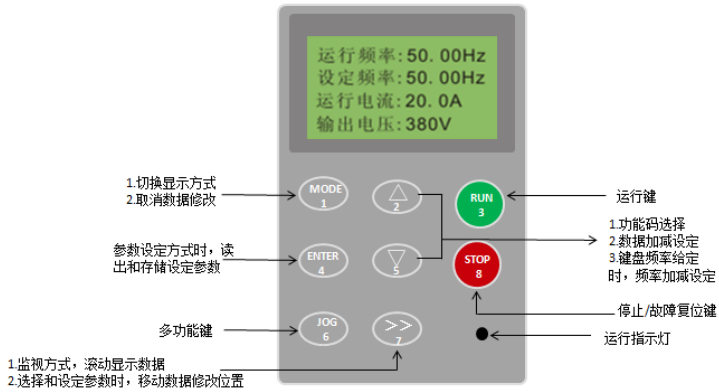 运行频率:50.00Hz
设定频率:50.00Hz
运行电流:20.0A
输出电压:380V
1.切换显示方式
2.取消数据修改
MODE
1
2
RUN
3
运行键
1.功能码选择
2.数据加减设定
3.键盘频率给定
时，频率加减设定
参数设定方式时，读
出和存储设定参数
ENTER
4
5
STOP
8
停止/故障复位键
多功能键
JOG
6
>>
7
运行指示灯
1.监视方式，滚动显示数据
2.选择和设定参数时，移动数据修改位置